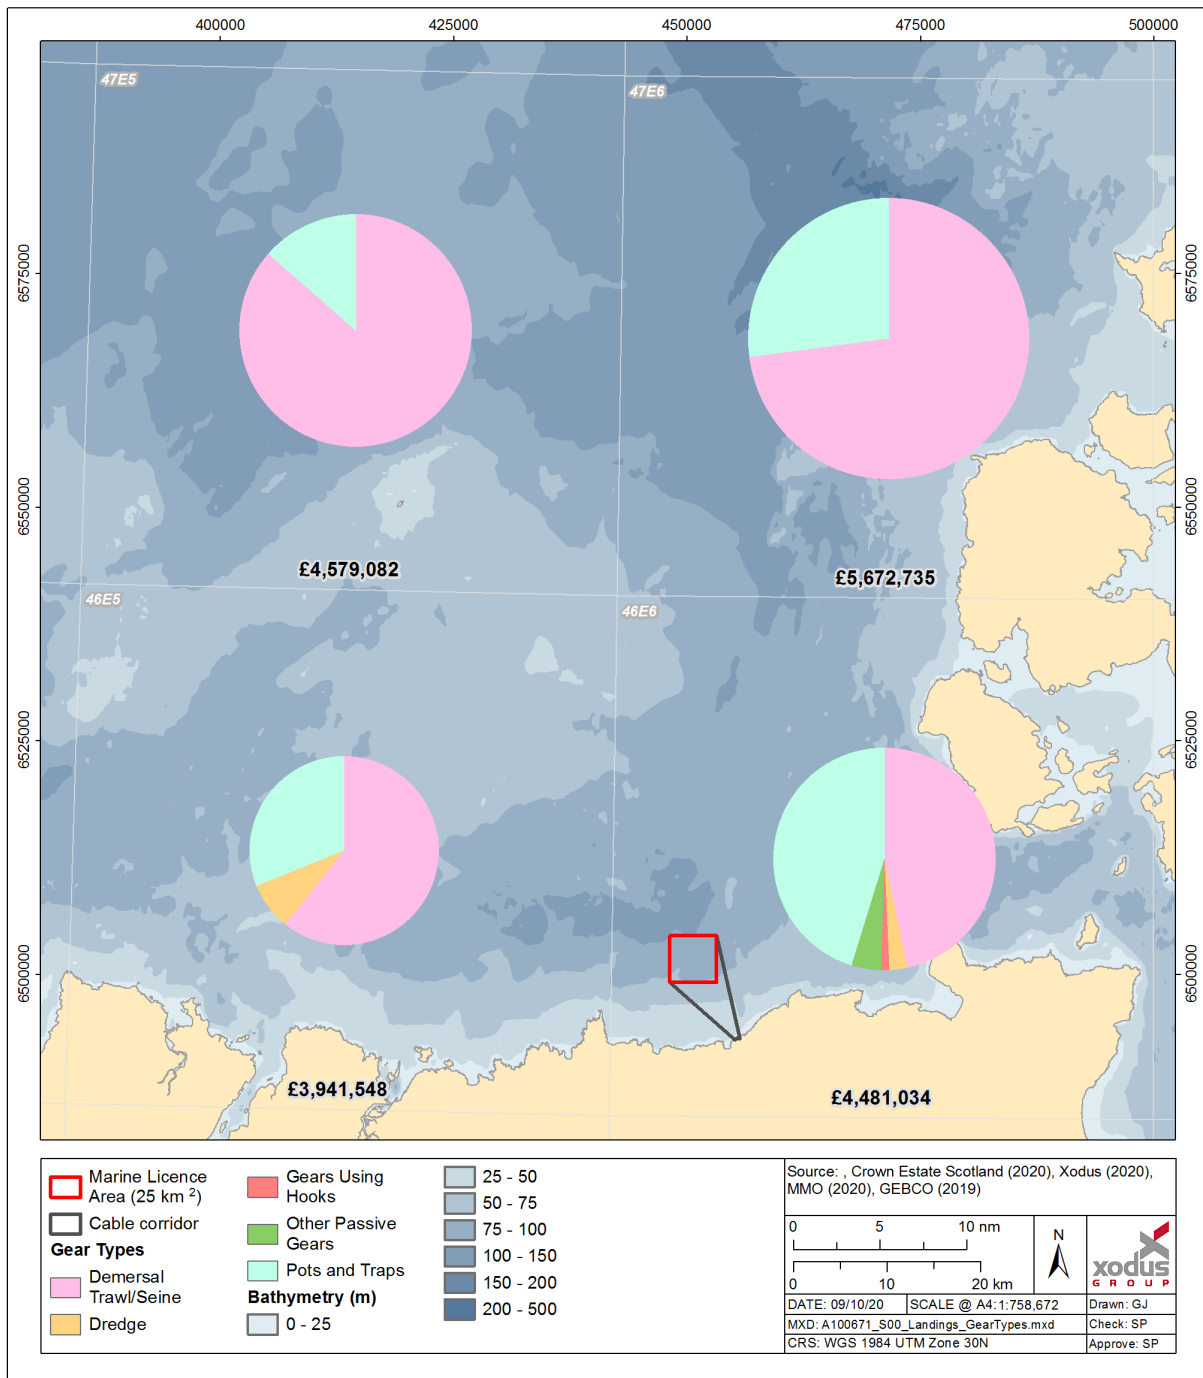 400000 425000 450000 475000 500000
47E5
47E6
6575000
6575000
6550000
6550000
£4,579,082
£5,672,735
46E5
46E6
6525000
6525000
6500000
6500000
£3,941,548
£4,481,034
Marine Licence
Area (25 km ²)
Cable corridor
Gear Types
Demersal
Trawl/Seine
Dredge
Gears Using
Hooks
Other Passive
Gears
Pots and Traps
Bathymetry (m)
0 - 25
25 - 50
50 - 75
75 - 100
100 - 150
150 - 200
200 - 500
Source: , Crown Estate Scotland (2020), Xodus (2020),
MMO (2020), GEBCO (2019)
0 5 10 nm
0 10 20 km
N
xodus
GROUP
DATE: 09/10/20
SCALE @ A4:1:758,672
Drawn: GJ
MXD: A100671_S00_Landings_GearTypes.mxd
Check: SP
CRS: WGS 1984 UTM Zone 30N
Approve: SP